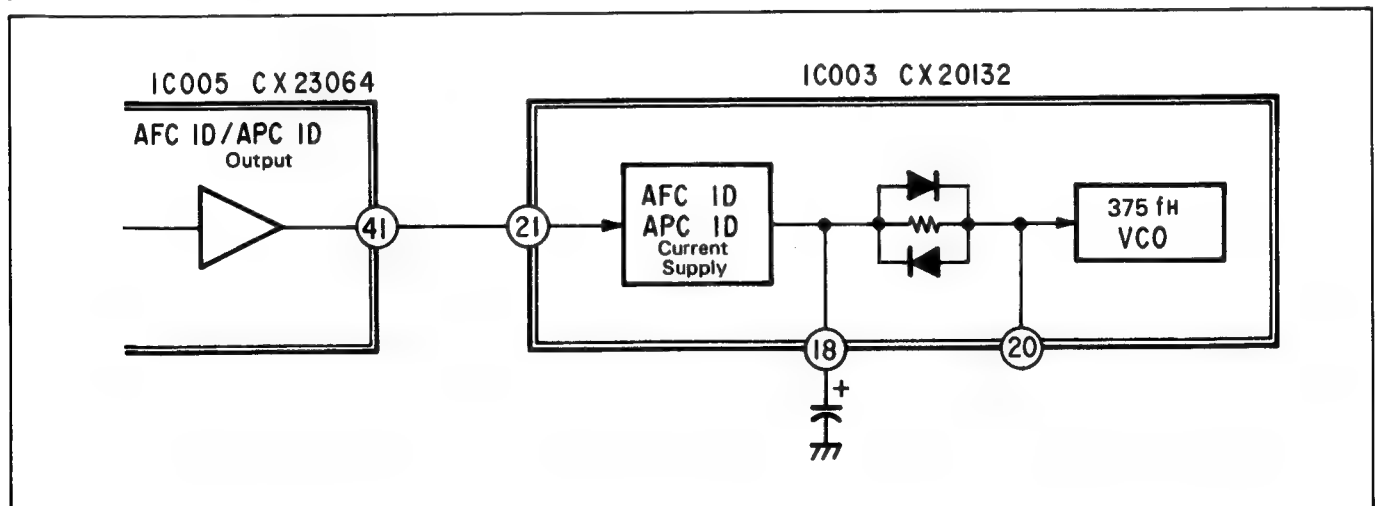 IC005 CX23064
AFC ID/APC ID
Output
41
IC003 CX20132
21
AFC ID
APC ID
Current
Supply
375 fH
VCO
18
20
+